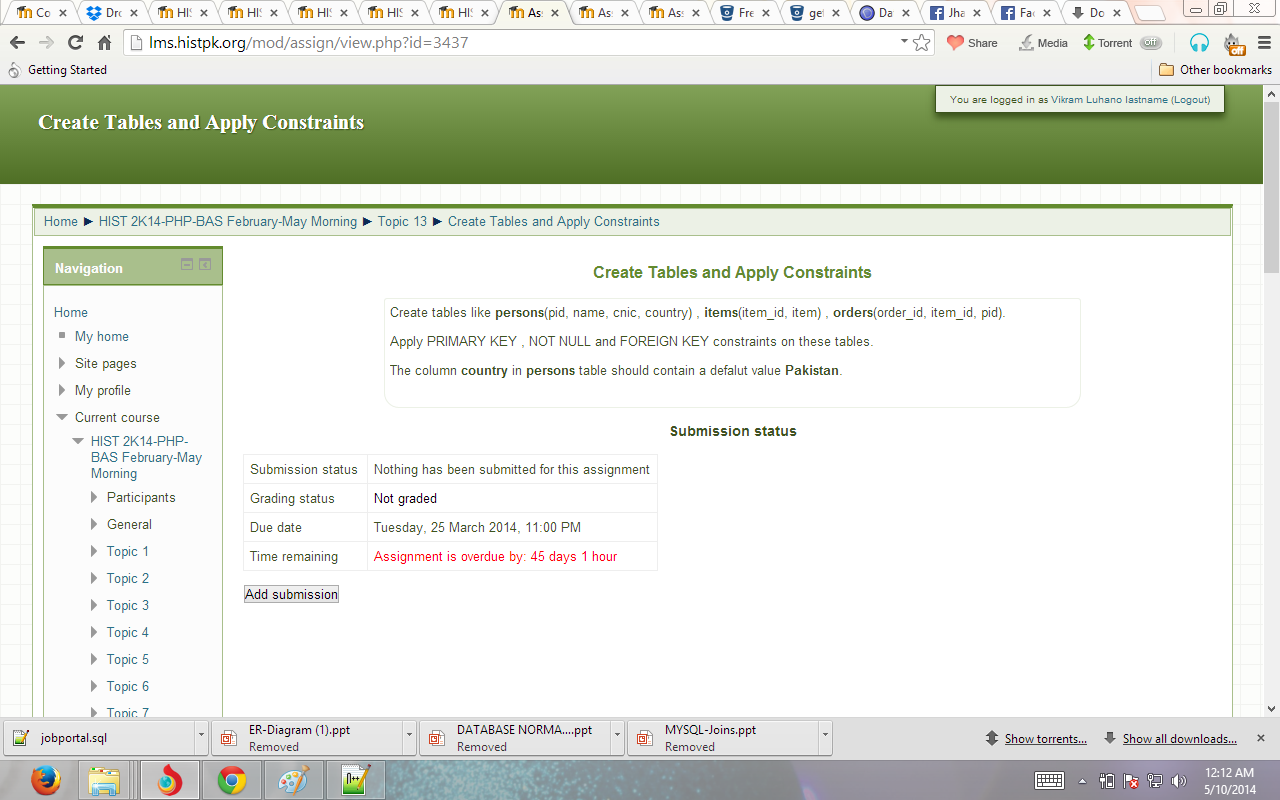 Co
Dro
HIS
HIS
HIS
HIS
HIS
Ass
Ass
Ass
Fre
get
Da
Jha
Fac
Do
lms.histpk.org/mod/assign/view.php?id=3437
Share
Media
Torrent
off
off
Getting Started
Other bookmarks
You are logged in as Vikram Luhano lastname (Logout)
Create Tables and Apply Constraints
Home ► HIST 2K14-PHP-BAS February-May Morning ► Topic 13 ► Create Tables and Apply Constraints
Navigation
Home
My home
Site pages
My profile
Current course
HIST 2K14-PHP-
BAS February-May
Morning
Participants
General
Topic 1
Topic 2
Topic 3
Topic 4
Topic 5
Topic 6
Topic 7
Create Tables and Apply Constraints
Create tables like persons(pid, name, cnic, country) , items(item_id, item) , orders(order_id, item_id, pid).
Apply PRIMARY KEY , NOT NULL and FOREIGN KEY constraints on these tables.
The column country in persons table should contain a defalut value Pakistan.
Submission status
Submission status Nothing has been submitted for this assignment
Grading status Not graded
Due date Tuesday, 25 March 2014, 11:00 PM
Time remaining Assignment is overdue by: 45 days 1 hour
Add submission
jobportal.sql
ER-Diagram (1).ppt
Removed
DATABASE NORMA....ppt
Removed
MYSQL-Joins.ppt
Removed
Show torrents...
Show all downloads...
12:12 AM
5/10/2014